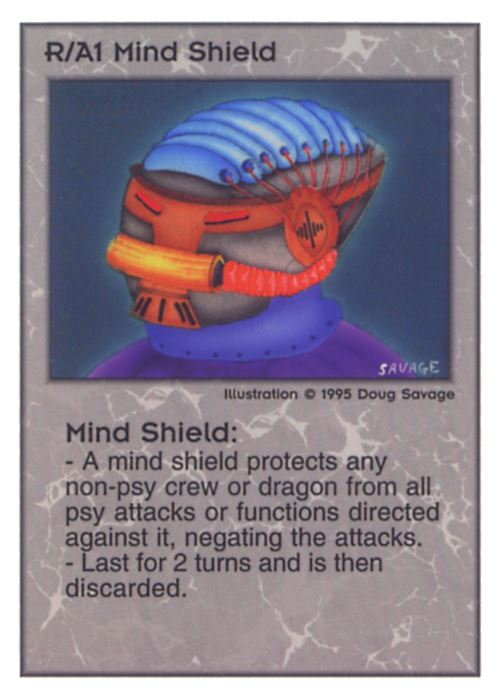 R/A1 Mind Shield
SAVAGE
Illustration © 1995 Doug Savage
Mind Shield:
- A mind shield protects any
non-psy crew or dragon from all
psy attacks or functions directed
against it, negating the attacks.
- Last for 2 turns and is then
discarded.